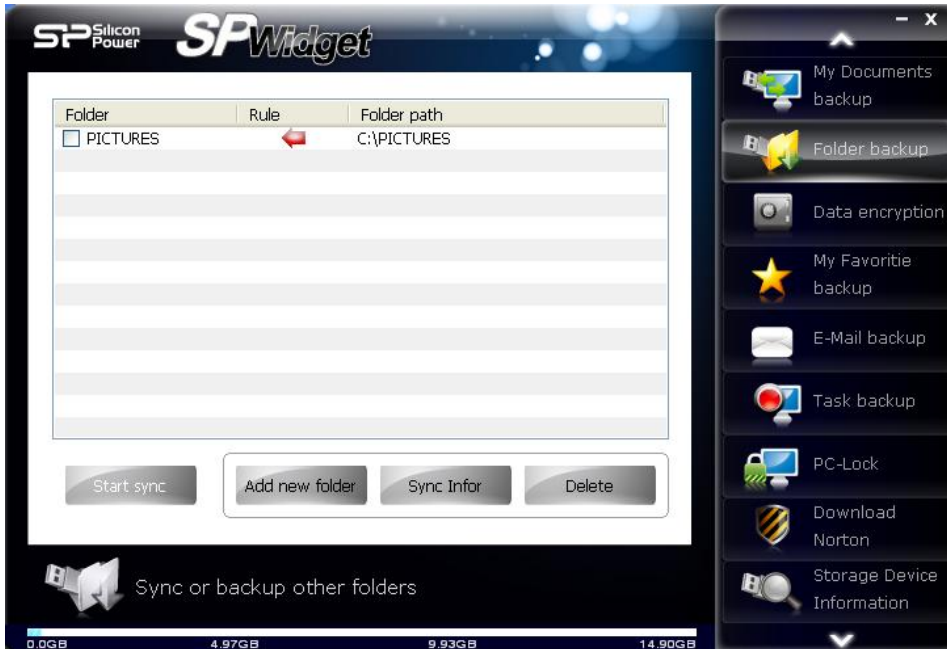 SP Silicon Power
SPWidget
- x
Folder Rule Folder path
PICTURES C:\PICTURES
Start sync Add new folder Sync Infor Delete
Sync or backup other folders
0.0GB 4.97GB 9.93GB 14.90GB
My Documents
backup
Folder backup
Data encryption
My Favoritie
backup
E-Mail backup
Task backup
PC-Lock
Download
Norton
Storage Device
Information